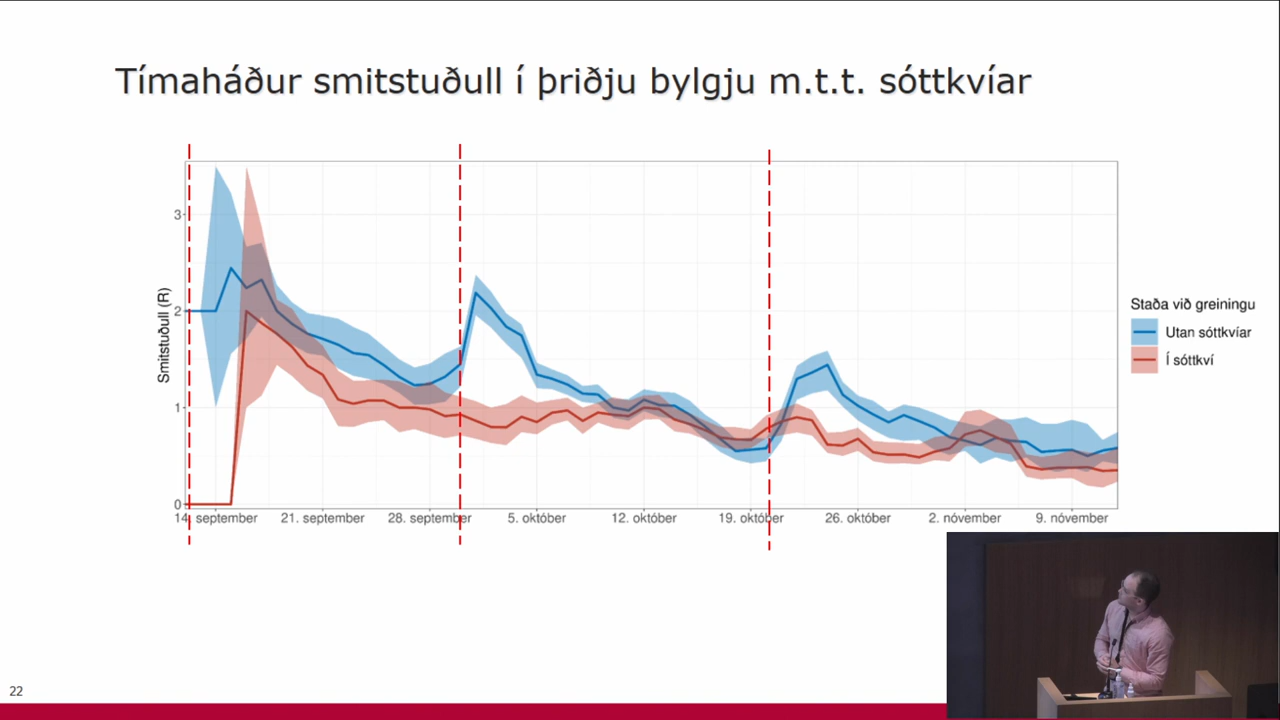 Tímaháður smitstuðull í þriðju bylgju m.t.t. sóttkvíar
Smitstuðull (R)
3
2
1
0
14. september
21. september
28. september
5. október
12. október
19. október
26. október
2. nóvember
9. nóvember
Staða við greiningu
Utan sóttkvíar
Í sóttkví
22